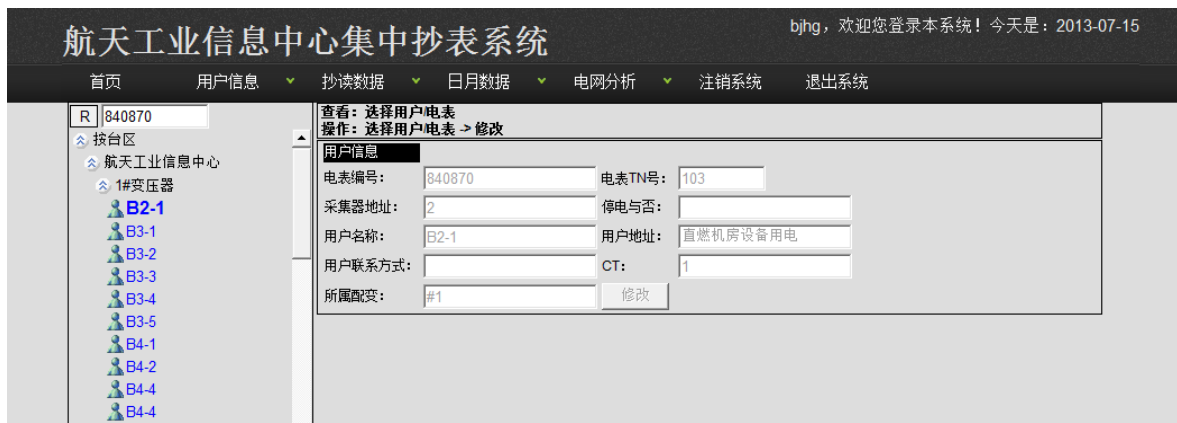 bjhg，欢迎您登录本系统！今天是：2013-07-15
航天工业信息中心集中抄表系统
首页 用户信息 抄读数据 日月数据 电网分析 注销系统 退出系统
R 840870
按台区
航天工业信息中心
1#变压器
B2-1
B3-1
B3-2
B3-3
B3-4
B3-5
B4-1
B4-2
B4-4
B4-4
查看：选择用户电表
操作：选择用户电表->修改
用户信息
电表编号： 840870 电表TN号： 103
采集器地址： 2 停电与否：
用户名称： B2-1 用户地址： 直燃机房设备用电
用户联系方式： CT： 1
所属配变： #1 修改